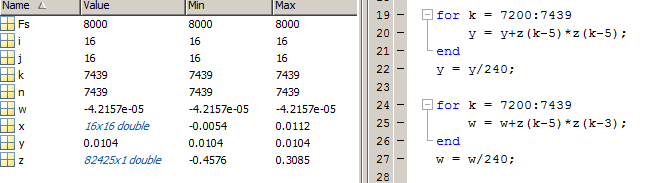 Name Value Min Max
Fs 8000 8000 8000
i 16 16 16
j 16 16 16
k 7439 7439 7439
n 7439 7439 7439
w -4.2157e-05 -4.2157e-05 -4.2157e-05
x 16x16 double -0.0054 0.0112
y 0.0104 0.0104 0.0104
z 82425x1 double -0.4576 0.3085
19 for k = 7200:7439
20 y = y+z(k-5)*z(k-5);
21 end
22 y = y/240;
23
24 for k = 7200:7439
25 w = w+z(k-5)*z(k-3);
26 end
27 w = w/240;
28